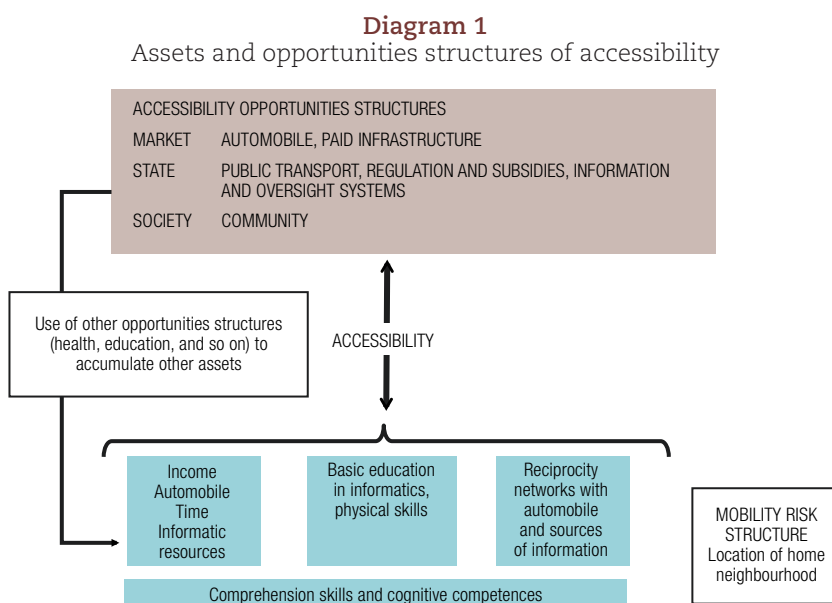 Diagram 1
Assets and opportunities structures of accessibility
ACCESSIBILITY OPPORTUNITIES STRUCTURES
MARKET AUTOMOBILE, PAID INFRASTRUCTURE
STATE PUBLIC TRANSPORT, REGULATION AND SUBSIDIES, INFORMATION
AND OVERSIGHT SYSTEMS
SOCIETY COMMUNITY
Use of other opportunities structures
(health, education, and so on) to
accumulate other assets
ACCESSIBILITY
Income
Automobile
Time
Informatic
resources
Basic education
in informatics,
physical skills
Reciprocity
networks with
automobile
and sources
of information
MOBILITY RISK
STRUCTURE
Location of home
neighbourhood
Comprehension skills and cognitive competences